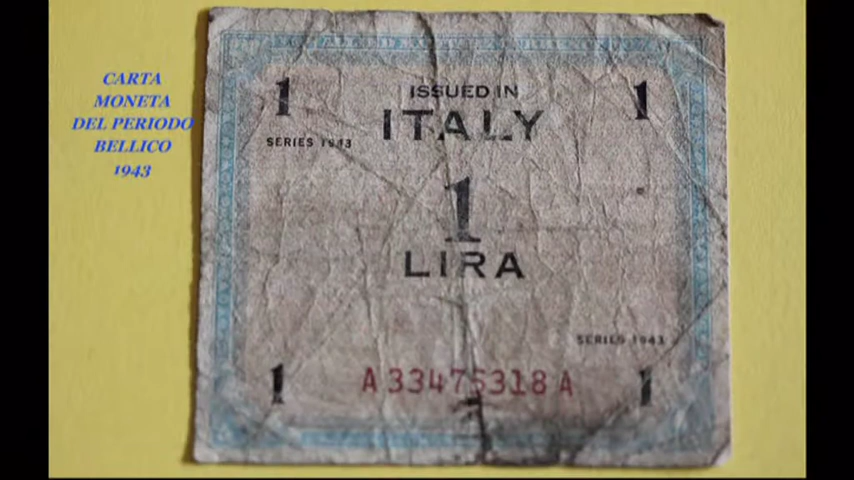 CARTA
MONETA
DEL PERIODO
BELLICO
1943
1
ISSUED IN
1
ITALY
SERIES 1943
1
LIRA
SERIES 1943
1
A 33475318 A
1